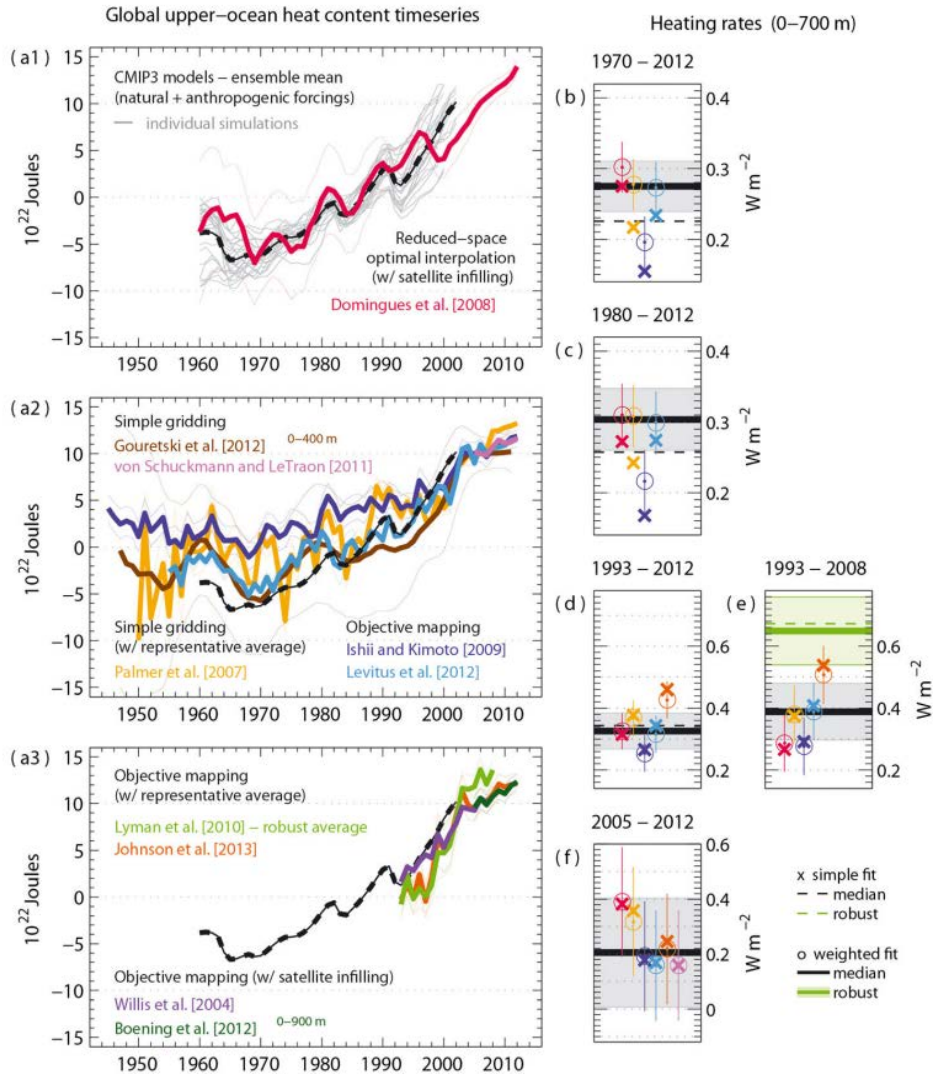 Global upper-ocean heat content timeseries
Heating rates (0-700 m)
(a1)
CMIP3 models - ensemble mean
(natural + anthropogenic forcings)
individual simulations
Reduced-space
optimal interpolation
(w/ satellite infilling)
Domingues et al. [2008]
10^22 Joules
15
10
5
0
-5
-10
-15
1950 1960 1970 1980 1990 2000 2010
(a2)
Simple gridding
Gouretski et al. [2012] 0-400 m
von Schuckmann and LeTraon [2011]
Simple gridding
(w/ representative average)
Palmer et al. [2007]
Objective mapping
Ishii and Kimoto [2009]
Levitus et al. [2012]
10^22 Joules
15
10
5
0
-5
-10
-15
1950 1960 1970 1980 1990 2000 2010
(a3)
Objective mapping
(w/ representative average)
Lyman et al. [2010] - robust average
Johnson et al. [2013]
Objective mapping (w/ satellite infilling)
Willis et al. [2004]
Boening et al. [2012] 0-900 m
10^22 Joules
15
10
5
0
-5
-10
-15
1950 1960 1970 1980 1990 2000 2010
1970 - 2012
(b)
0.4
0.3
0.2
W m^-2
1980 - 2012
(c)
0.4
0.3
0.2
W m^-2
1993 - 2012
(d)
1993 - 2008
(e)
0.6
0.4
0.2
W m^-2
2005 - 2012
(f)
0.6
0.4
0.2
0
W m^-2
x simple fit
median
robust
o weighted fit
median
robust